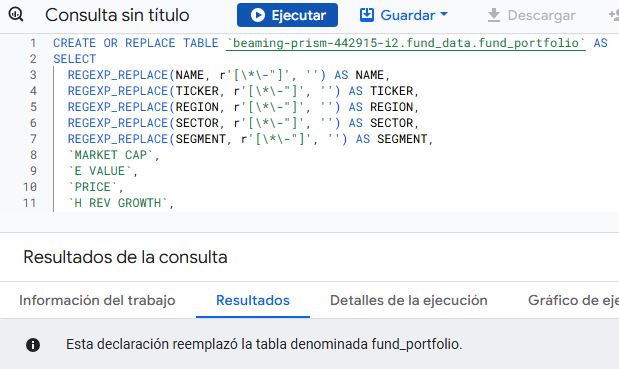 Consulta sin título Ejecutar Guardar Descargar
1 CREATE OR REPLACE TABLE `beaming-prism-442915-i2.fund_data.fund_portfolio` AS
2 SELECT
3 REGEXP_REPLACE(NAME, r'[\*\-"]', '') AS NAME,
4 REGEXP_REPLACE(TICKER, r'[\*\-"]', '') AS TICKER,
5 REGEXP_REPLACE(REGION, r'[\*\-"]', '') AS REGION,
6 REGEXP_REPLACE(SECTOR, r'[\*\-"]', '') AS SECTOR,
7 REGEXP_REPLACE(SEGMENT, r'[\*\-"]', '') AS SEGMENT,
8 `MARKET CAP`,
9 `E VALUE`,
10 `PRICE`,
11 `H REV GROWTH`,
Resultados de la consulta
Información del trabajo Resultados Detalles de la ejecución Gráfico de eje
Esta declaración reemplazó la tabla denominada fund_portfolio.